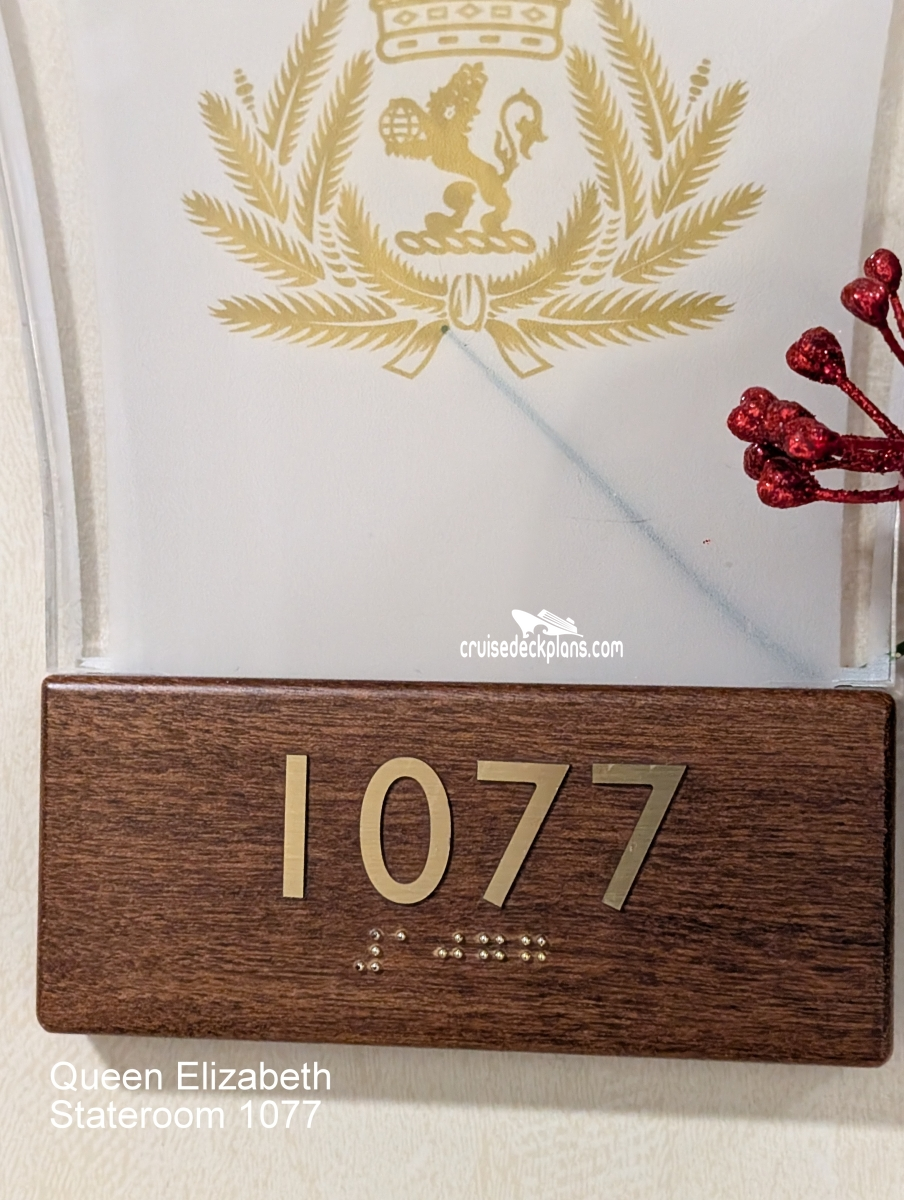 cruisedeckplans.com
1077
⠼⠁⠚⠛⠛
Queen Elizabeth
Stateroom 1077